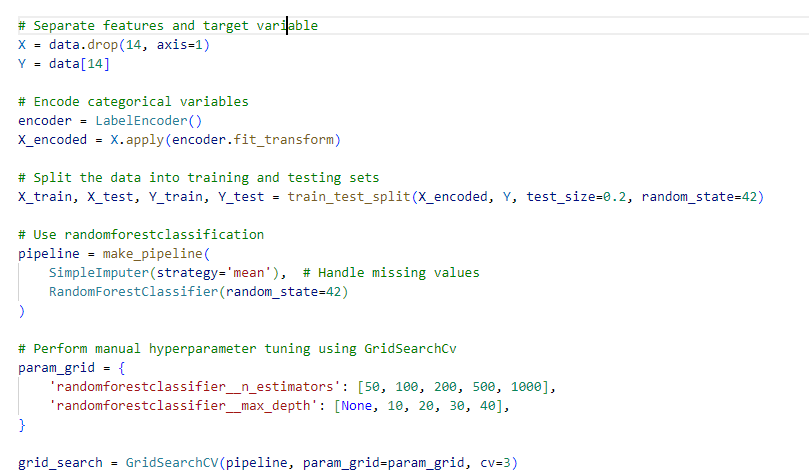 # Separate features and target variable
X = data.drop(14, axis=1)
Y = data[14]
# Encode categorical variables
encoder = LabelEncoder()
X_encoded = X.apply(encoder.fit_transform)
# Split the data into training and testing sets
X_train, X_test, Y_train, Y_test = train_test_split(X_encoded, Y, test_size=0.2, random_state=42)
# Use randomforestclassification
pipeline = make_pipeline(
    SimpleImputer(strategy='mean'),  # Handle missing values
    RandomForestClassifier(random_state=42)
)
# Perform manual hyperparameter tuning using GridSearchCv
param_grid = {
    'randomforestclassifier__n_estimators': [50, 100, 200, 500, 1000],
    'randomforestclassifier__max_depth': [None, 10, 20, 30, 40],
}
grid_search = GridSearchCV(pipeline, param_grid=param_grid, cv=3)